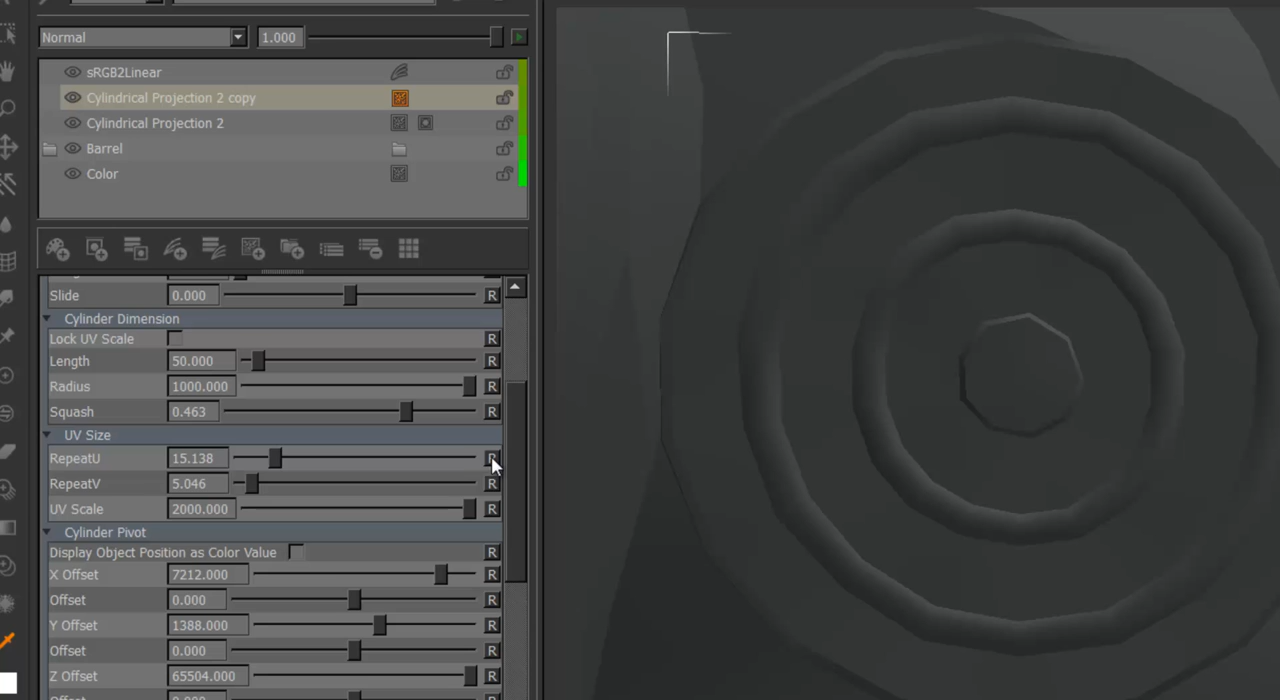 Normal 1.000
sRGB2Linear
Cylindrical Projection 2 copy
Cylindrical Projection 2
Barrel
Color
Slide 0.000 R
Cylinder Dimension
Lock UV Scale R
Length 50.000 R
Radius 1000.000 R
Squash 0.463 R
UV Size
RepeatU 15.138 R
RepeatV 5.046 R
UV Scale 2000.000 R
Cylinder Pivot
Display Object Position as Color Value R
X Offset 7212.000 R
Offset 0.000 R
Y Offset 1388.000 R
Offset 0.000 R
Z Offset 65504.000 R